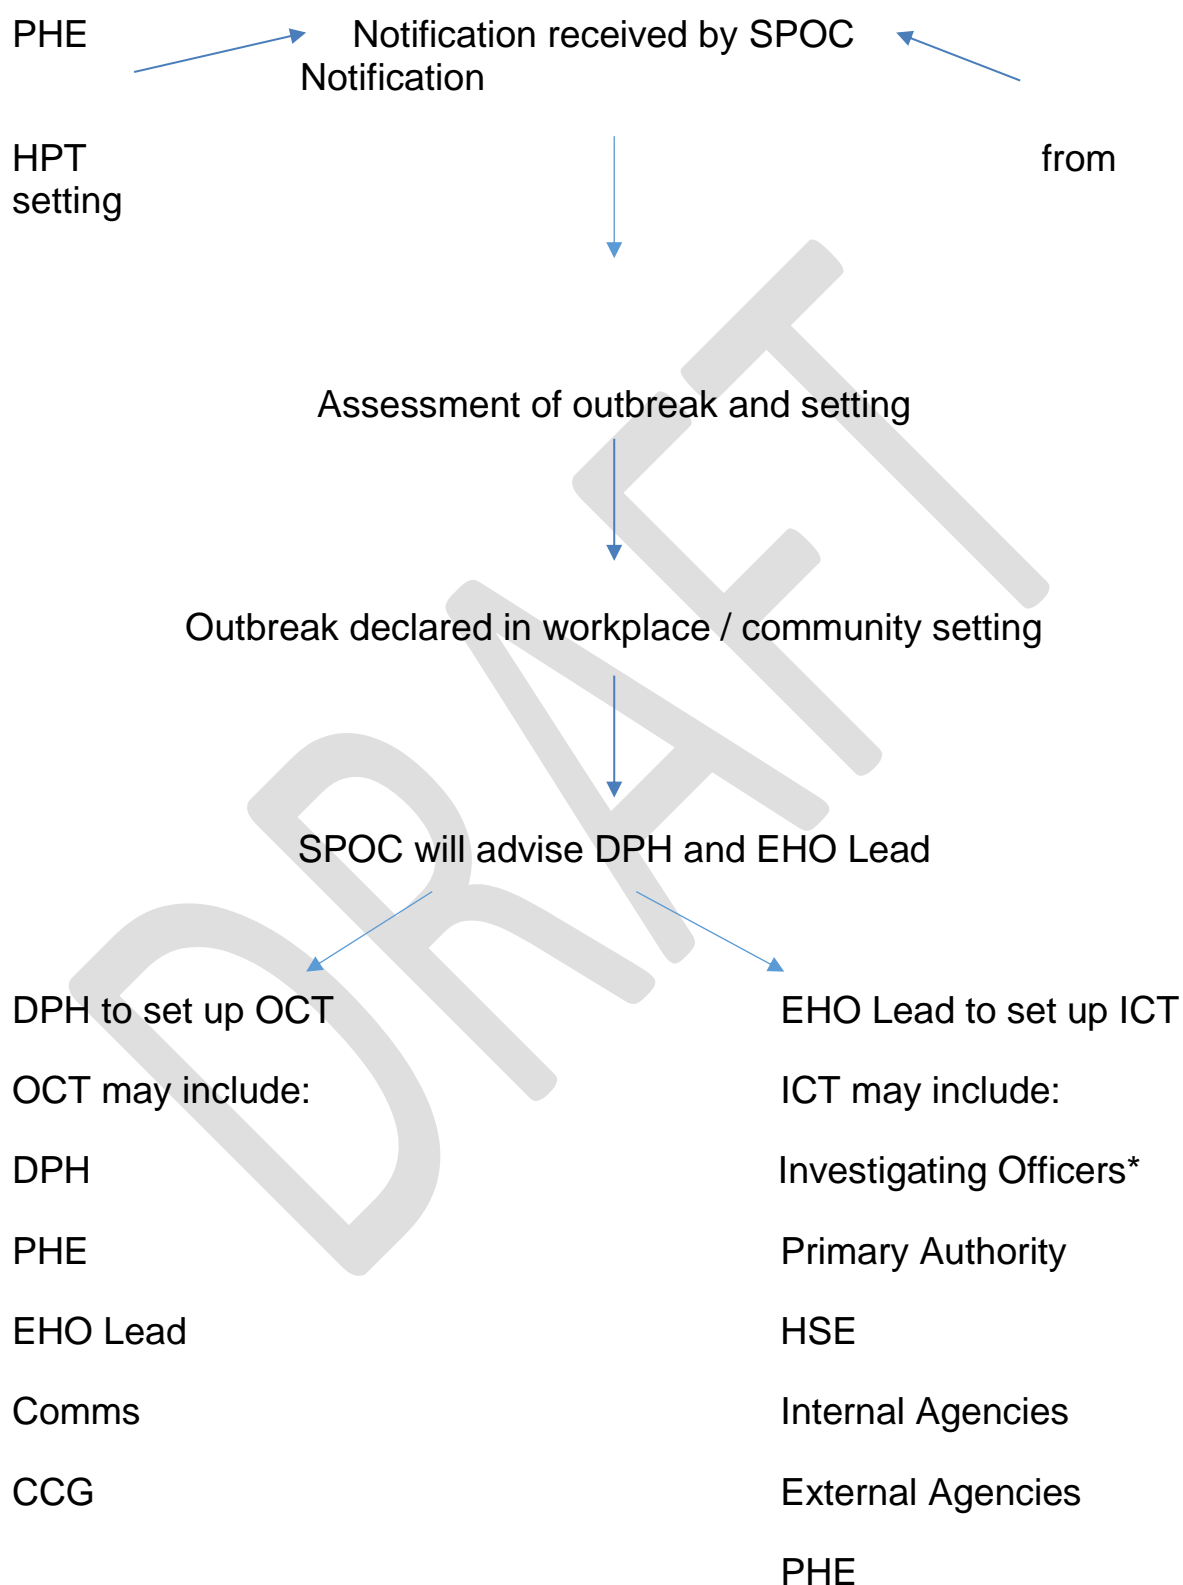 PHE Notification received by SPOC
Notification
HPT from
setting
Assessment of outbreak and setting
Outbreak declared in workplace / community setting
SPOC will advise DPH and EHO Lead
DPH to set up OCT EHO Lead to set up ICT
OCT may include: ICT may include:
DPH Investigating Officers*
PHE Primary Authority
EHO Lead HSE
Comms Internal Agencies
CCG External Agencies
PHE
DRAFT